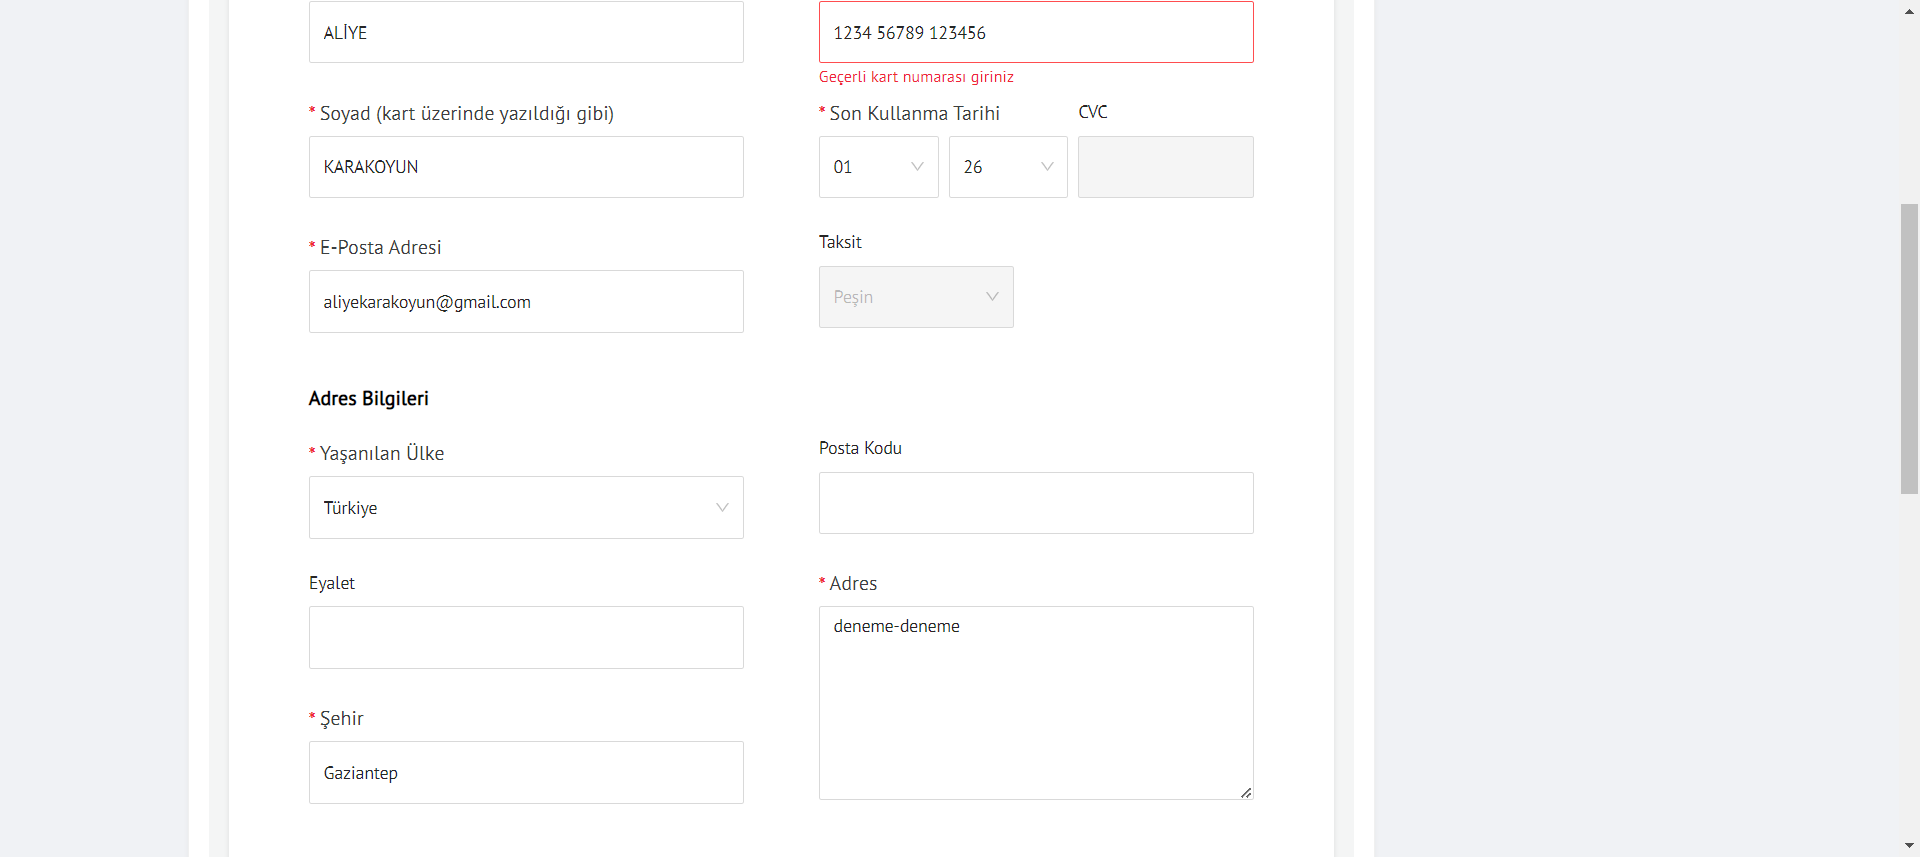 ALİYE
1234 56789 123456
Geçerli kart numarası giriniz
* Soyad (kart üzerinde yazıldığı gibi)
* Son Kullanma Tarihi
CVC
KARAKOYUN
01
26
* E-Posta Adresi
Taksit
aliyekarakoyun@gmail.com
Peşin
Adres Bilgileri
* Yaşanılan Ülke
Posta Kodu
Türkiye
Eyalet
* Adres
deneme-deneme
* Şehir
Gaziantep